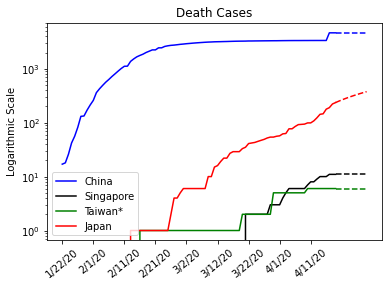 Death Cases
Logarithmic Scale
10³
10²
10¹
10⁰
China
Singapore
Taiwan*
Japan
1/22/20
2/1/20
2/11/20
2/21/20
3/2/20
3/12/20
3/22/20
4/1/20
4/11/20